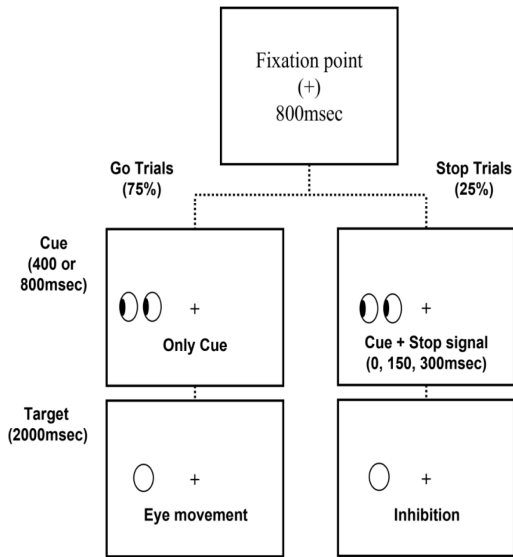 Fixation point
(+)
800msec
Go Trials
(75%)
Stop Trials
(25%)
Cue
(400 or
800msec)
+
Only Cue
+
Cue + Stop signal
(0, 150, 300msec)
Target
(2000msec)
+
Eye movement
+
Inhibition